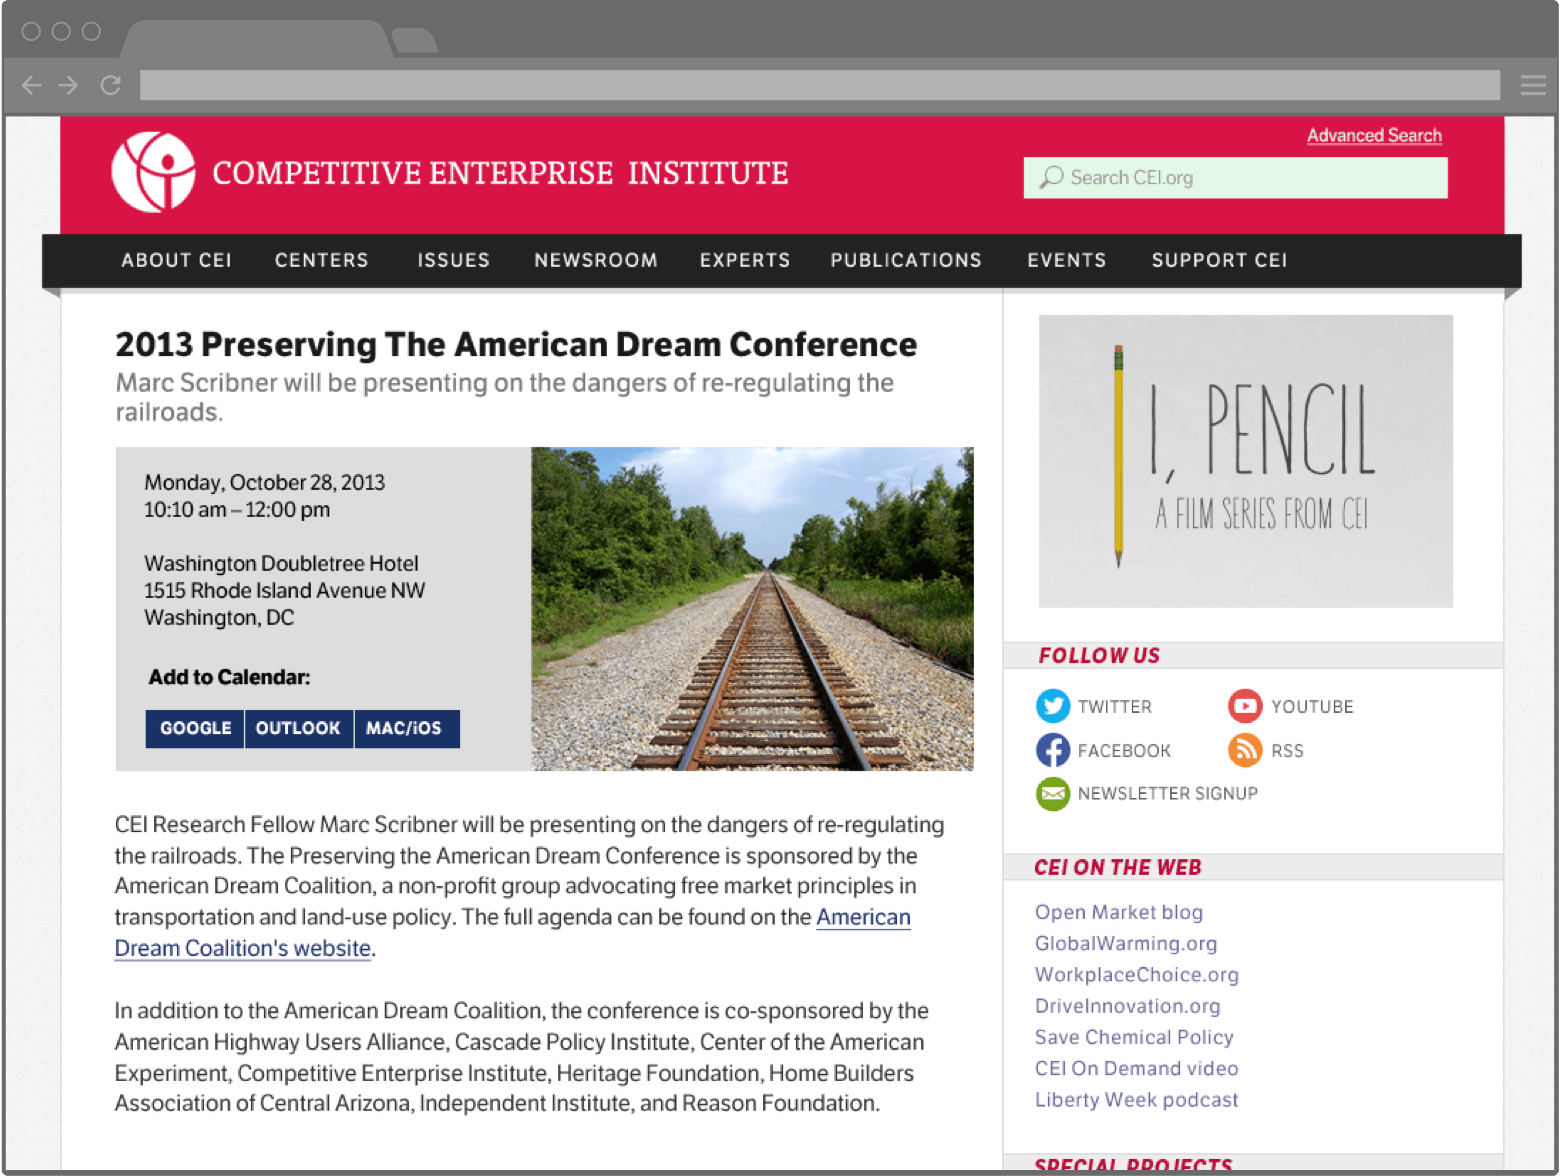 Advanced Search
COMPETITIVE ENTERPRISE INSTITUTE
Search CEI.org
ABOUT CEI CENTERS ISSUES NEWSROOM EXPERTS PUBLICATIONS EVENTS SUPPORT CEI
2013 Preserving The American Dream Conference
Marc Scribner will be presenting on the dangers of re-regulating the
railroads.
Monday, October 28, 2013
10:10 am – 12:00 pm
Washington Doubletree Hotel
1515 Rhode Island Avenue NW
Washington, DC
Add to Calendar:
GOOGLE OUTLOOK MAC/iOS
CEI Research Fellow Marc Scribner will be presenting on the dangers of re-regulating
the railroads. The Preserving the American Dream Conference is sponsored by the
American Dream Coalition, a non-profit group advocating free market principles in
transportation and land-use policy. The full agenda can be found on the American
Dream Coalition's website.
In addition to the American Dream Coalition, the conference is co-sponsored by the
American Highway Users Alliance, Cascade Policy Institute, Center of the American
Experiment, Competitive Enterprise Institute, Heritage Foundation, Home Builders
Association of Central Arizona, Independent Institute, and Reason Foundation.
I, PENCIL
A FILM SERIES FROM CEI
FOLLOW US
TWITTER YOUTUBE
FACEBOOK RSS
NEWSLETTER SIGNUP
CEI ON THE WEB
Open Market blog
GlobalWarming.org
WorkplaceChoice.org
DriveInnovation.org
Save Chemical Policy
CEI On Demand video
Liberty Week podcast
SPECIAL PROJECTS